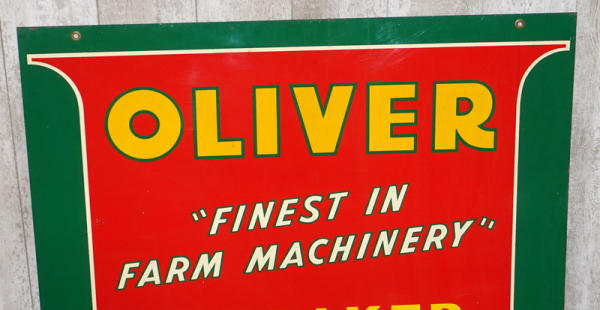 OLIVER
"FINEST IN
FARM MACHINERY"